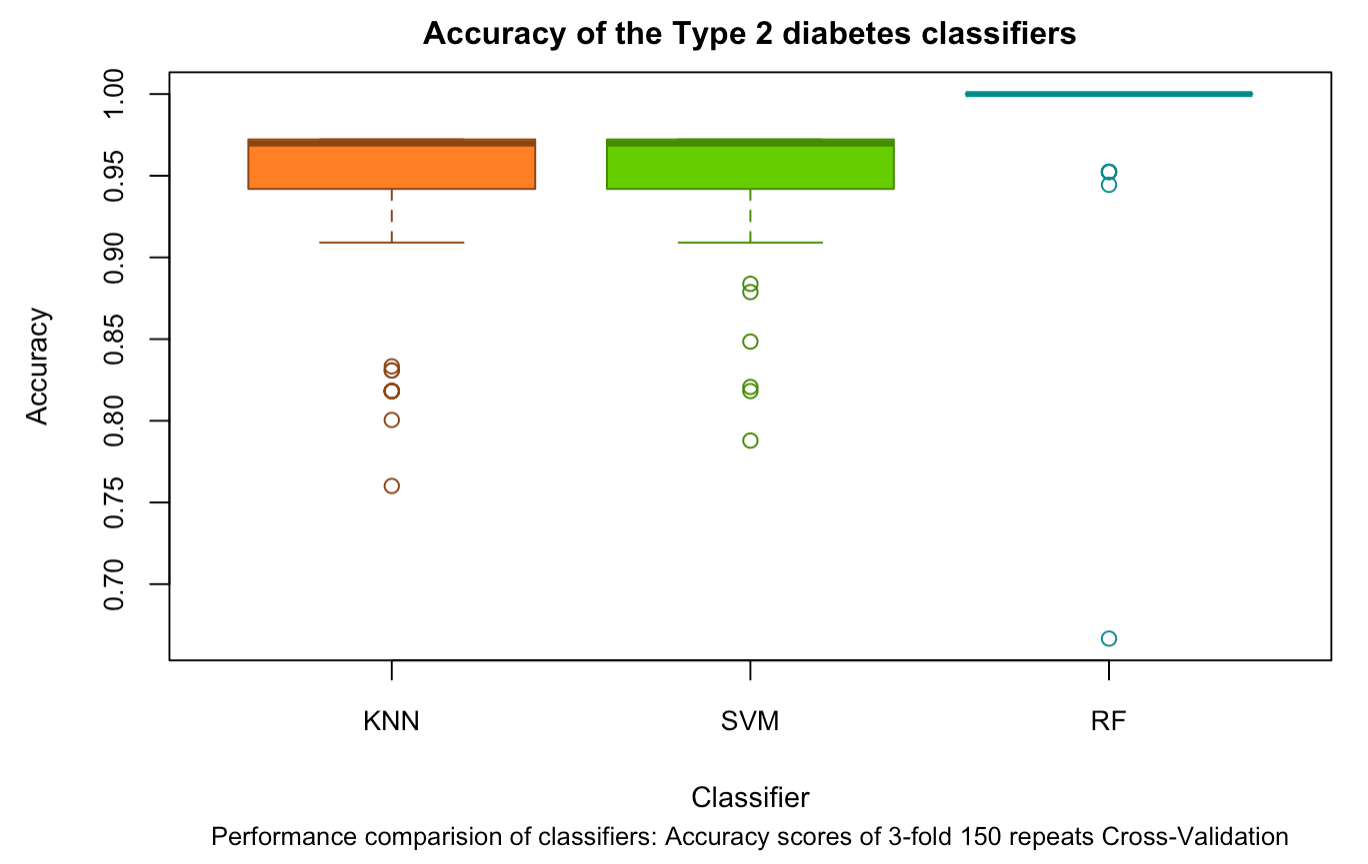 Accuracy of the Type 2 diabetes classifiers
1.00
0.95
0.90
0.85
0.80
0.75
0.70
Accuracy
KNN SVM RF
Classifier
Performance comparision of classifiers: Accuracy scores of 3-fold 150 repeats Cross-Validation